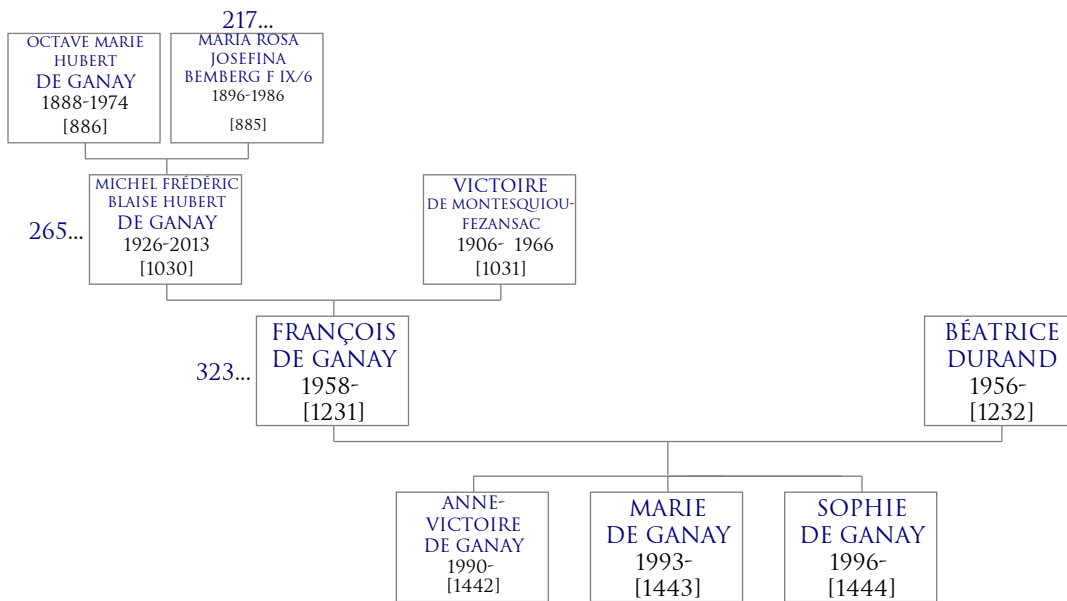 217...
OCTAVE MARIE
HUBERT
DE GANAY
1888-1974
[886]
MARIA ROSA
JOSEFINA
BEMBERG F IX/6
1896-1986
[885]
265...
MICHEL FRÉDÉRIC
BLAISE HUBERT
DE GANAY
1926-2013
[1030]
VICTOIRE
DE MONTESQUIOU-
FEZANSAC
1906- 1966
[1031]
323...
FRANÇOIS
DE GANAY
1958-
[1231]
BÉATRICE
DURAND
1956-
[1232]
ANNE-
VICTOIRE
DE GANAY
1990-
[1442]
MARIE
DE GANAY
1993-
[1443]
SOPHIE
DE GANAY
1996-
[1444]